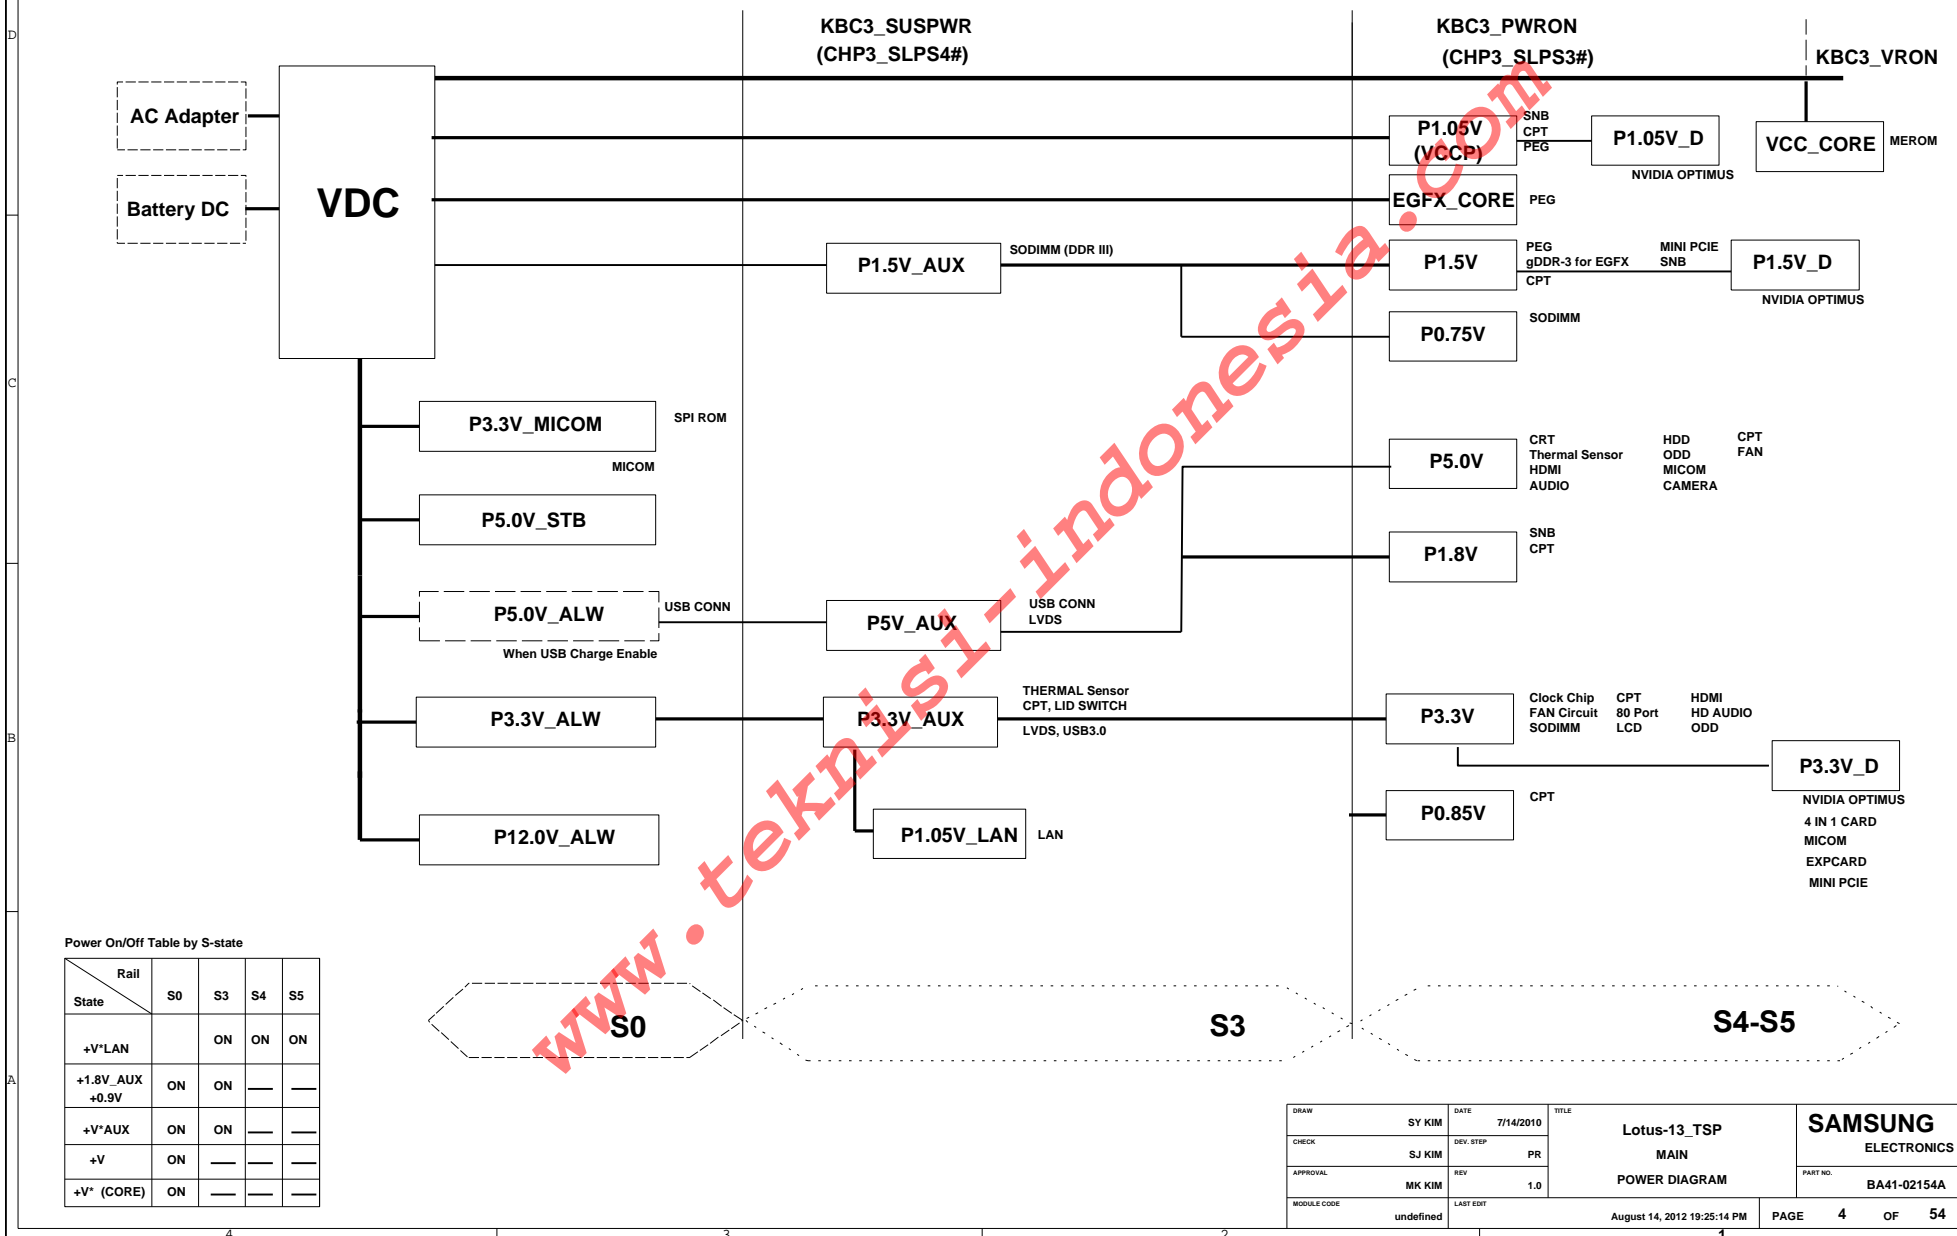 KBC3_SUSPWR
(CHP3_SLPS4#)
KBC3_PWRON
(CHP3_SLPS3#)
KBC3_VRON
D
AC Adapter
Battery DC
VDC
P1.05V
(VCCP)
SNB
CPT
PEG
P1.05V_D
NVIDIA OPTIMUS
VCC_CORE
MEROM
EGFX_CORE
PEG
P1.5V_AUX
SODIMM (DDR III)
P1.5V
PEG
gDDR-3 for EGFX
CPT
MINI PCIE
SNB
P1.5V_D
NVIDIA OPTIMUS
P0.75V
SODIMM
C
P3.3V_MICOM
SPI ROM
MICOM
P5.0V
CRT
Thermal Sensor
HDMI
AUDIO
HDD
ODD
MICOM
CAMERA
CPT
FAN
P5.0V_STB
P1.8V
SNB
CPT
P5.0V_ALW
USB CONN
When USB Charge Enable
P5V_AUX
USB CONN
LVDS
P3.3V_ALW
P3.3V_AUX
THERMAL Sensor
CPT, LID SWITCH
LVDS, USB3.0
P3.3V
Clock Chip
FAN Circuit
SODIMM
CPT
80 Port
LCD
HDMI
HD AUDIO
ODD
B
P3.3V_D
NVIDIA OPTIMUS
4 IN 1 CARD
MICOM
EXPCARD
MINI PCIE
P12.0V_ALW
P1.05V_LAN
LAN
P0.85V
CPT
www.teknisi-indonesia.com
Power On/Off Table by S-state
Rail
State
S0 S3 S4 S5
+V*LAN ON ON ON
+1.8V_AUX
+0.9V
ON ON
+V*AUX ON ON
+V ON
+V* (CORE) ON
A
S0
S3
S4-S5
DRAW
SY KIM
DATE
7/14/2010
TITLE
Lotus-13_TSP
MAIN
POWER DIAGRAM
SAMSUNG
ELECTRONICS
CHECK
SJ KIM
DEV. STEP
PR
APPROVAL
MK KIM
REV
1.0
PART NO.
BA41-02154A
MODULE CODE
undefined
LAST EDIT
August 14, 2012 19:25:14 PM
PAGE 4 OF 54
4 3 2 1